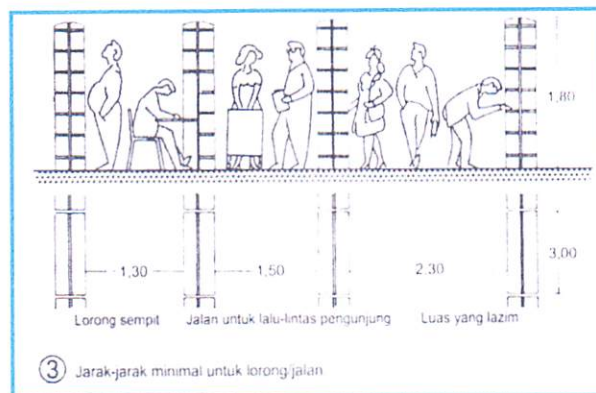 1,80
1,30
1,50
2,30
3,00
Lorong sempit
Jalan untuk lalu-lintas pengunjung
Luas yang lazim
3 Jarak-jarak minimal untuk lorong/jalan